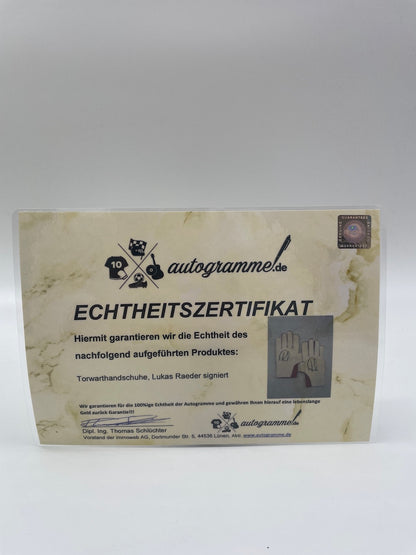 10
autogramme.de
ECHTHEITSZERTIFIKAT
Hiermit garantieren wir die Echtheit des
nachfolgend aufgeführten Produktes:
Torwarthandschuhe, Lukas Raeder signiert
Wir garantieren für die 100%ige Echtheit der Autogramme und gewähren Ihnen hierauf eine lebenslange
Geld zurück Garantie!!!
autogramme.de
Dipl. Ing. Thomas Schlüchter
Vorstand der immoweb AG, Dortmunder Str. 5, 44536 Lünen, Abt. www.autogramme.de